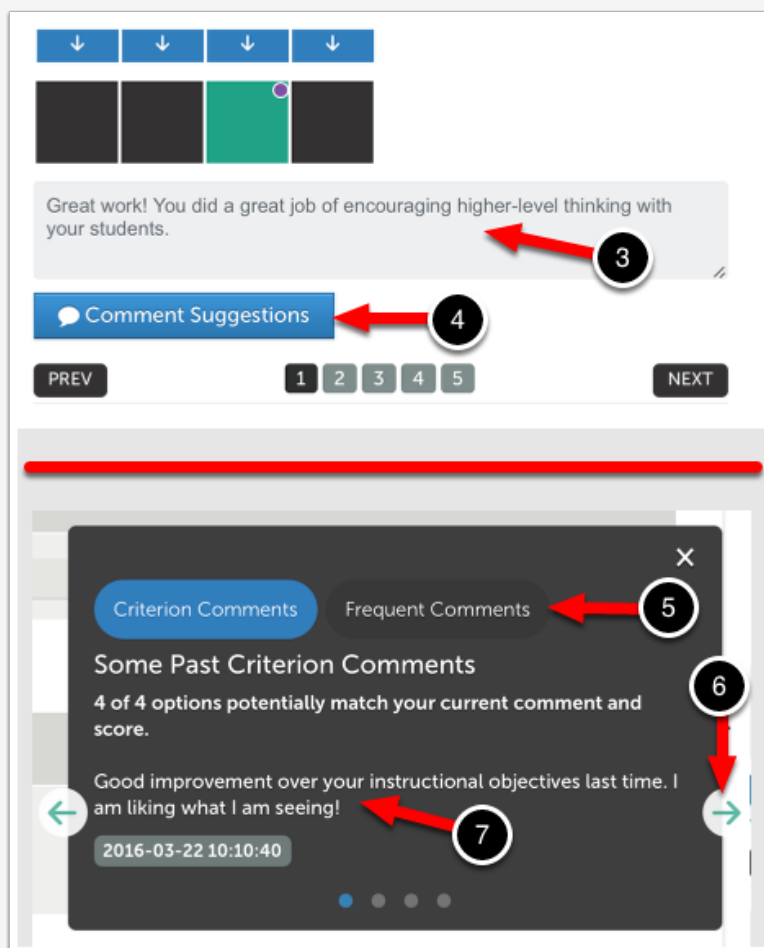 Great work! You did a great job of encouraging higher-level thinking with
your students.
3
Comment Suggestions
4
PREV
1 2 3 4 5
NEXT
Criterion Comments
Frequent Comments
5
Some Past Criterion Comments
6
4 of 4 options potentially match your current comment and
score.
Good improvement over your instructional objectives last time. I
am liking what I am seeing!
7
2016-03-22 10:10:40